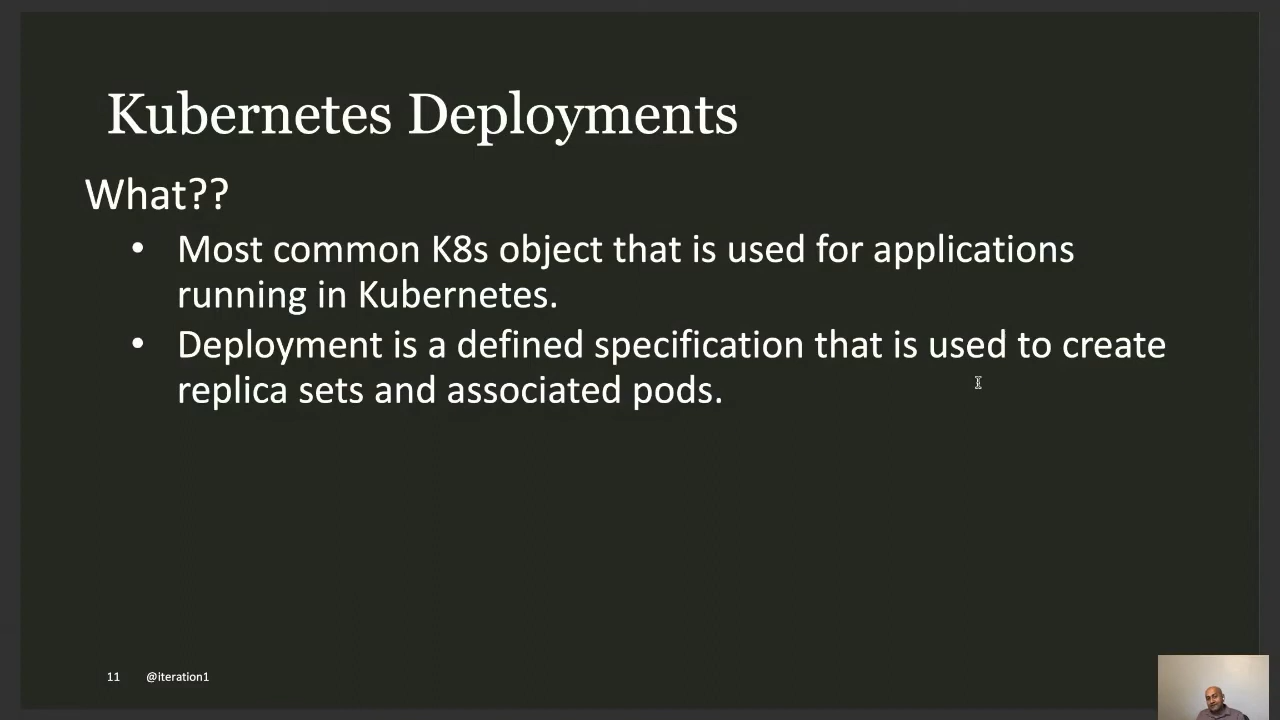 Kubernetes Deployments
What??
• Most common K8s object that is used for applications
running in Kubernetes.
• Deployment is a defined specification that is used to create
replica sets and associated pods.
11 @iteration1